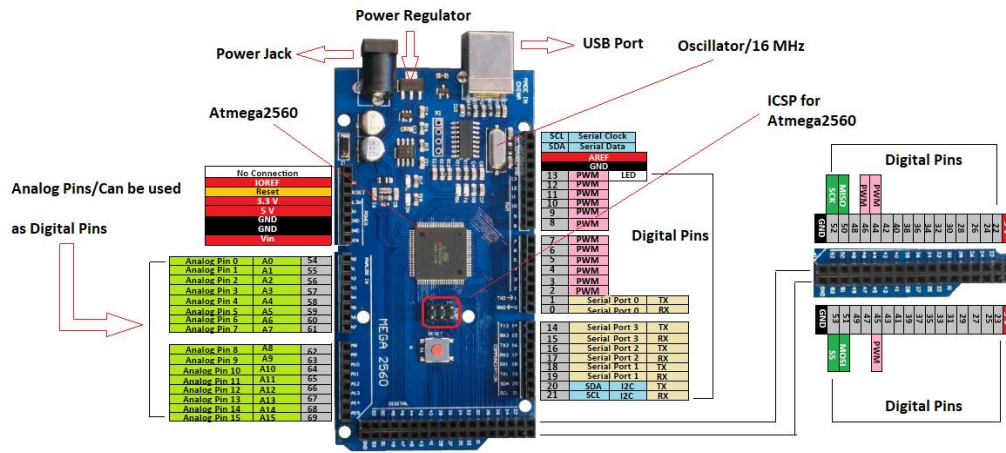 Power Regulator
Power Jack
USB Port
Oscillator/16 MHz
Atmega2560
ICSP for
Atmega2560
Analog Pins/Can be used
as Digital Pins
No Connection
IOREF
Reset
3.3 V
5 V
GND
GND
Vin
Analog Pin 0 A0 54
Analog Pin 1 A1 55
Analog Pin 2 A2 56
Analog Pin 3 A3 57
Analog Pin 4 A4 58
Analog Pin 5 A5 59
Analog Pin 6 A6 60
Analog Pin 7 A7 61
Analog Pin 8 A8 62
Analog Pin 9 A9 63
Analog Pin 10 A10 64
Analog Pin 11 A11 65
Analog Pin 12 A12 66
Analog Pin 13 A13 67
Analog Pin 14 A14 68
Analog Pin 15 A15 69
MADE IN
CHINA
RESET
MEGA 2560
ANALOG IN
COMMUNICATION
SCL Serial Clock
SDA Serial Data
AREF
GND
13 PWM LED
12 PWM
11 PWM
10 PWM
9 PWM
8 PWM
7 PWM
6 PWM
5 PWM
4 PWM
3 PWM
2 PWM
1 Serial Port 0 TX
0 Serial Port 0 RX
14 Serial Port 3 TX
15 Serial Port 3 RX
16 Serial Port 2 TX
17 Serial Port 2 RX
18 Serial Port 1 TX
19 Serial Port 1 RX
20 SDA I2C TX
21 SCL I2C RX
Digital Pins
Digital Pins
SCK MISO PWM PWM
GND 52 50 48 46 44 42 40 38 36 34 32 30 28 26 24 22
GND 53 51 49 47 45 43 41 39 37 35 33 31 29 27 25 23
SS MOSI PWM
Digital Pins